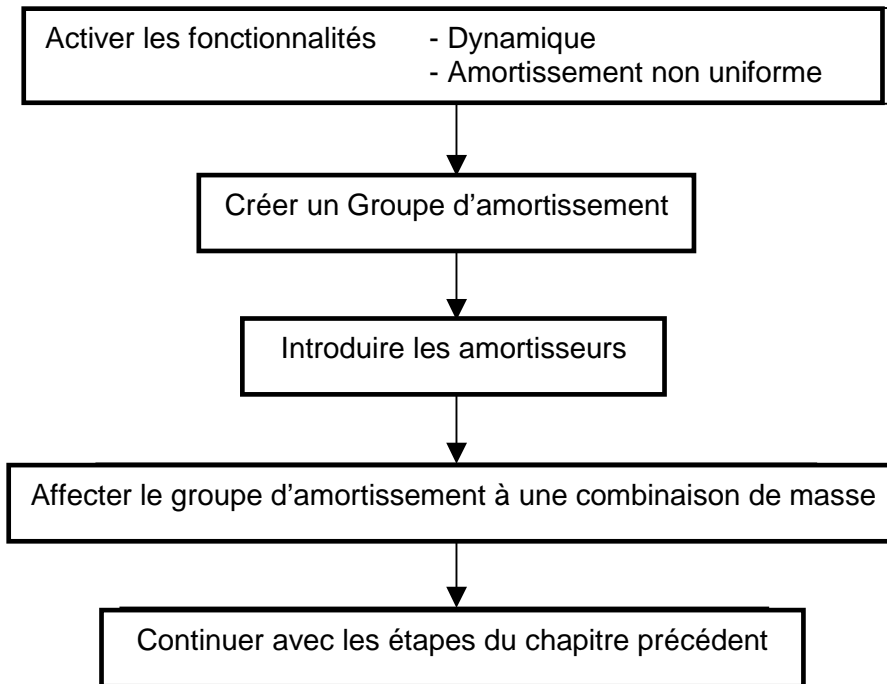 Activer les fonctionnalités - Dynamique
- Amortissement non uniforme
Créer un Groupe d’amortissement
Introduire les amortisseurs
Affecter le groupe d’amortissement à une combinaison de masse
Continuer avec les étapes du chapitre précédent